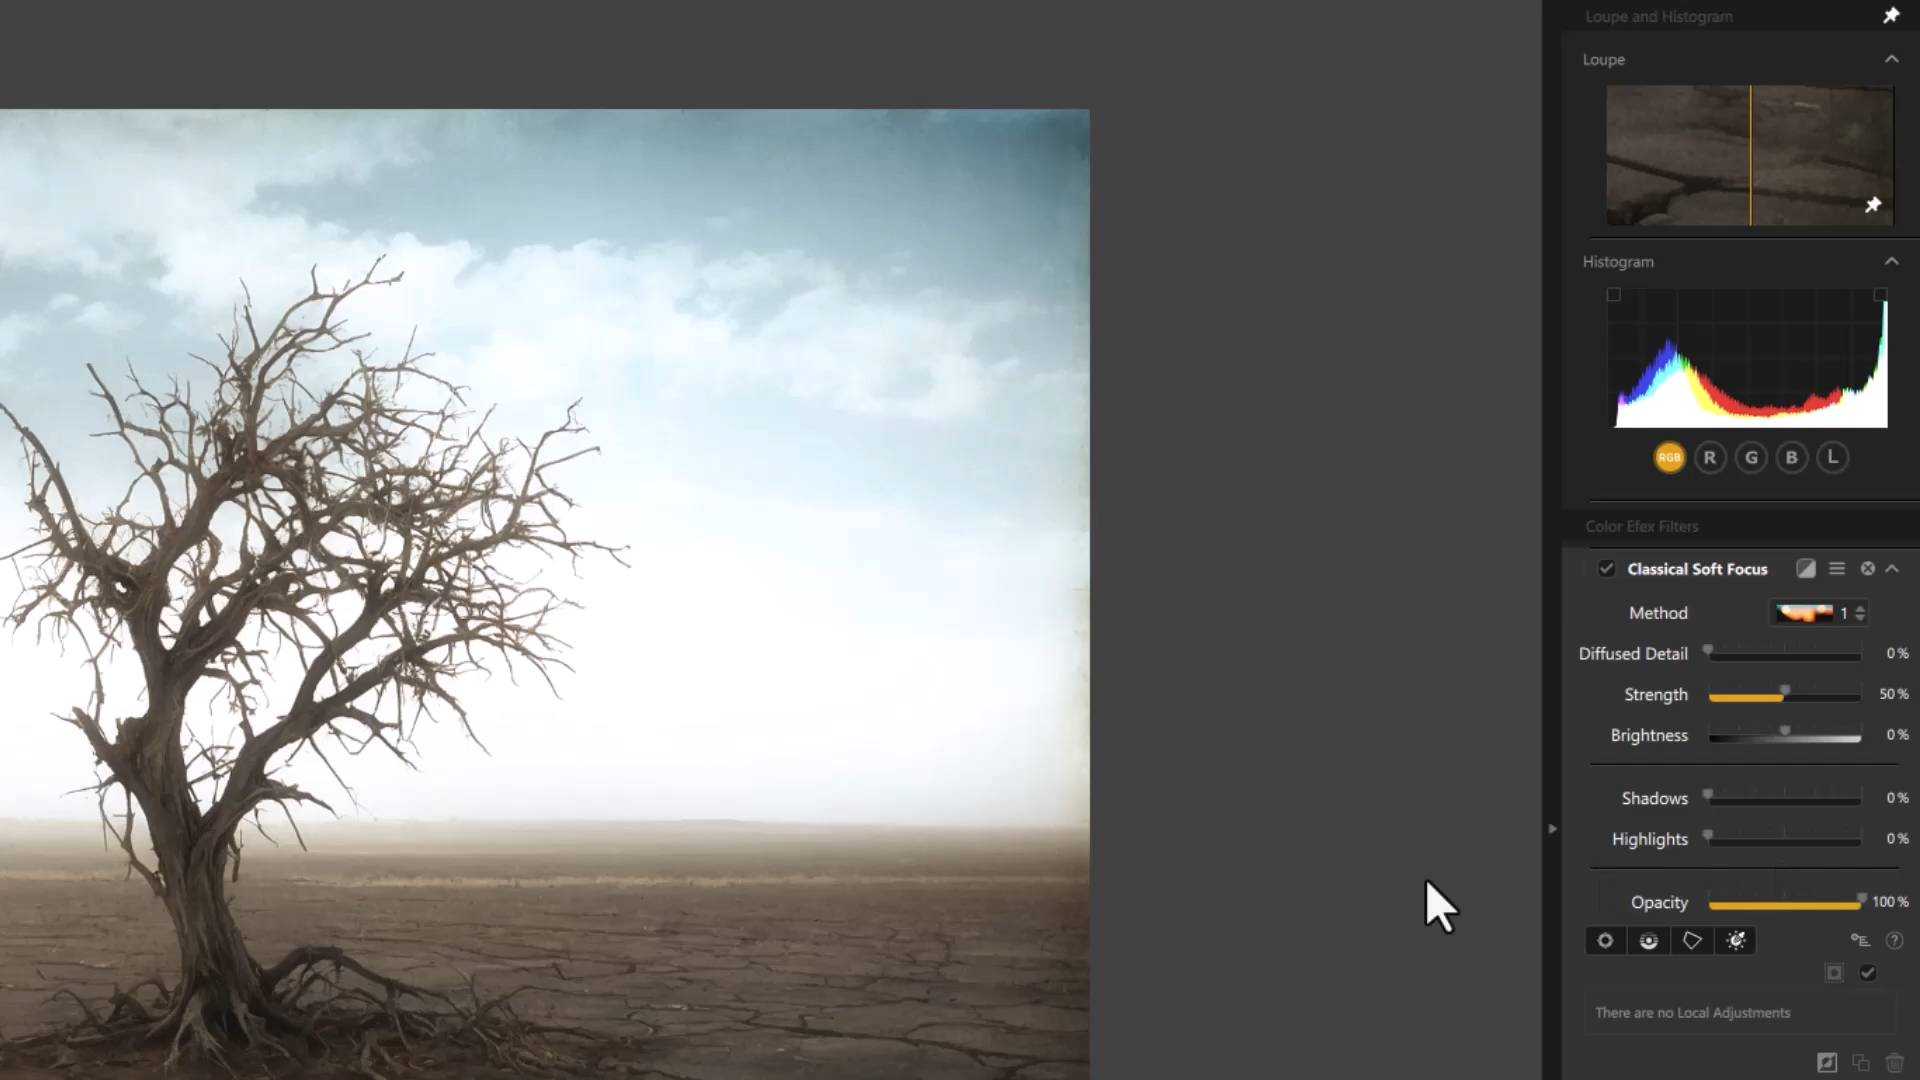 Loupe and Histogram
Loupe
Histogram
RGB R G B L
Color Efex Filters
Classical Soft Focus
Method 1
Diffused Detail 0%
Strength 50%
Brightness 0%
Shadows 0%
Highlights 0%
Opacity 100%
?
There are no Local Adjustments